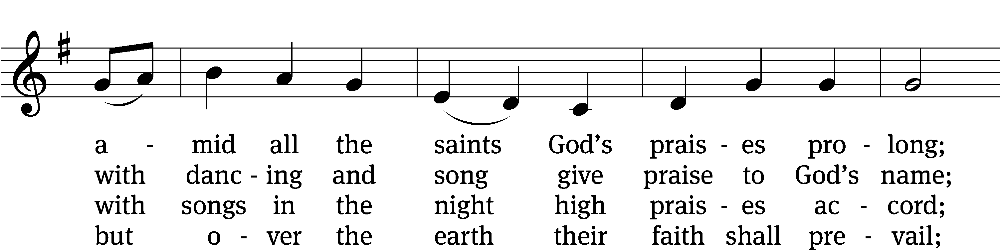 a - mid all the saints God’s prais - es pro - long;
with danc - ing and song give praise to God’s name;
with songs in the night high prais - es ac - cord;
but o - ver the earth their faith shall pre - vail;